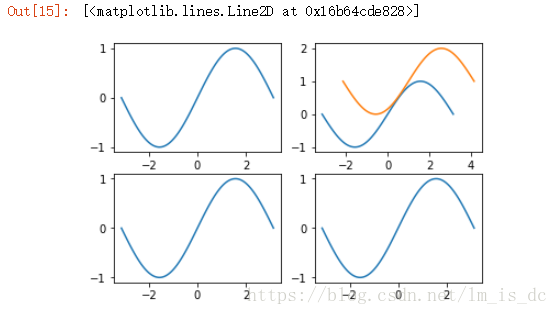 Out[15]: [<matplotlib.lines.Line2D at 0x16b64cde828>]
1
0
−1
−2 0 2
2
1
0
−1
−2 0 2 4
1
0
−1
−2 0 2
1
0
−1
−2 0 2
https://blog.csdn.net/lm_is_dc